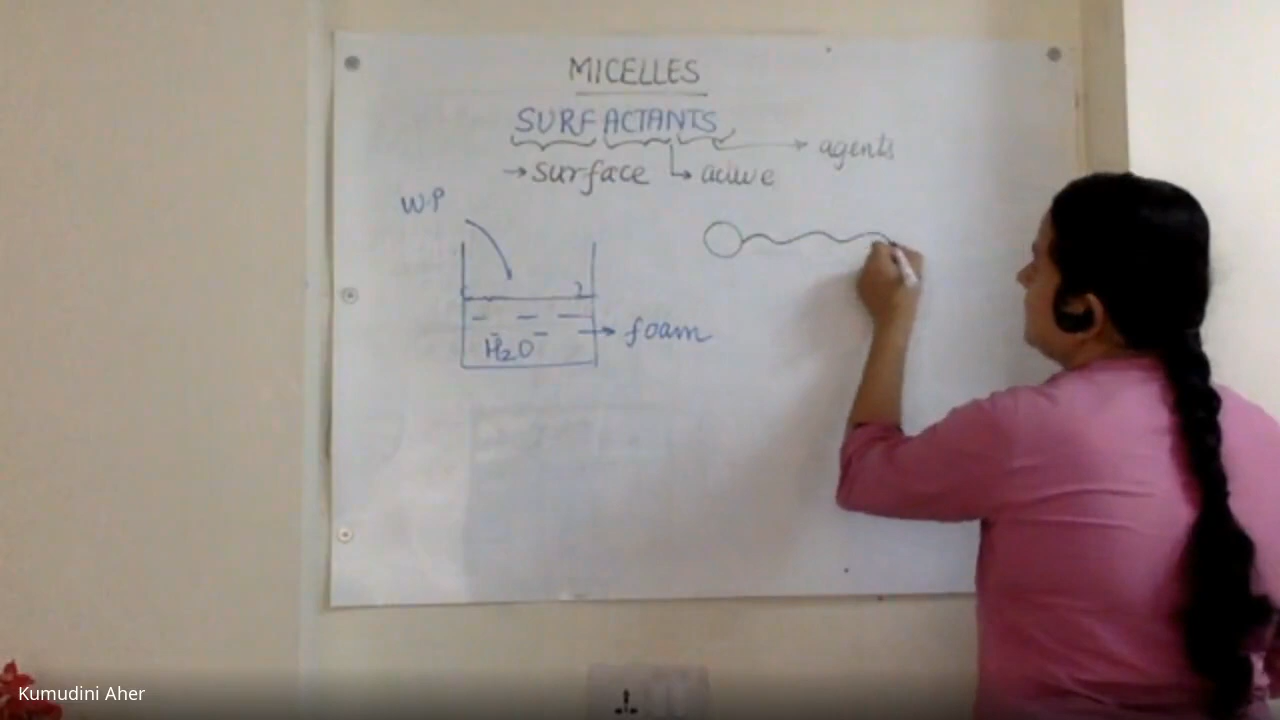 MICELLES
SURFACTANTS
→ agents
→ surface → active
W.P
H₂O → foam
Kumudini Aher